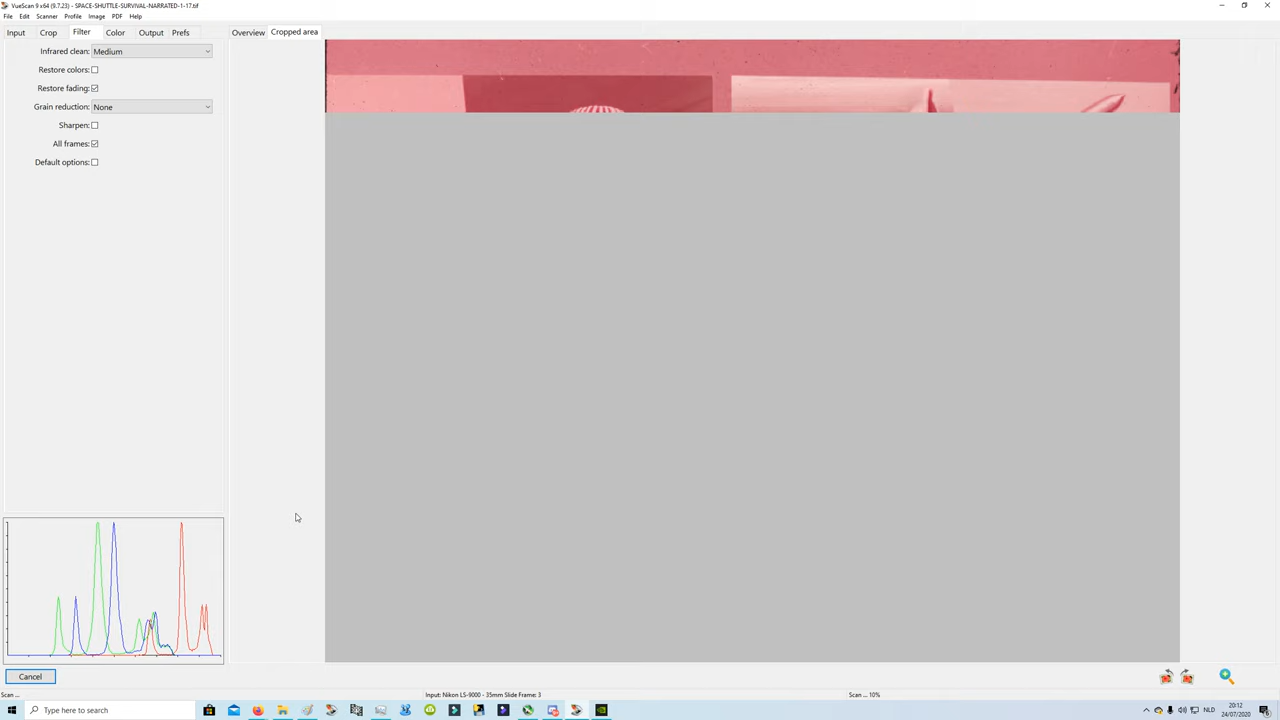 VueScan 9 x64 (9.7.23) - SPACE-SHUTTLE-SURVIVAL-NARRATED-1-17.tif
File Edit Scanner Profile Image PDF Help
Input Crop Filter Color Output Prefs Overview Cropped area
Infrared clean: Medium
Restore colors:
Restore fading:
Grain reduction: None
Sharpen:
All frames:
Default options:
Cancel
Scan ... Input: Nikon LS-9000 - 35mm Slide Frame: 3 Scan ... 10%
Type here to search
NLD
20:12
24/07/2020